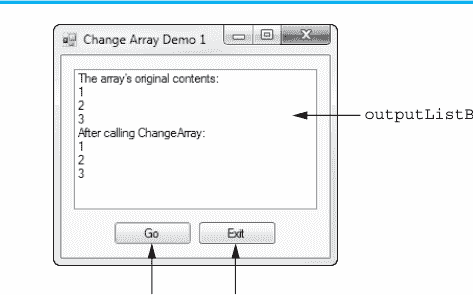 Change Array Demo 1
The array's original contents:
1
2
3
After calling ChangeArray:
1
2
3
outputListB
Go
Exit